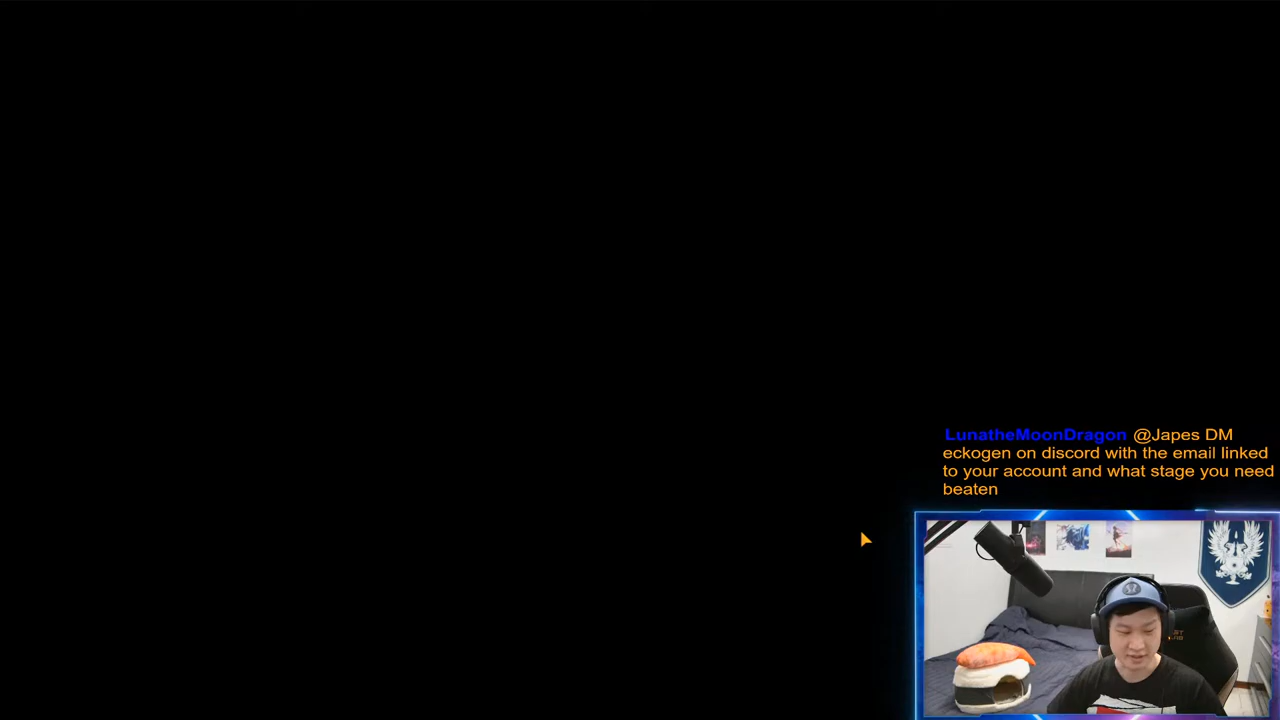 LunatheMoonDragon @Japes DM
eckogen on discord with the email linked
to your account and what stage you need
beaten